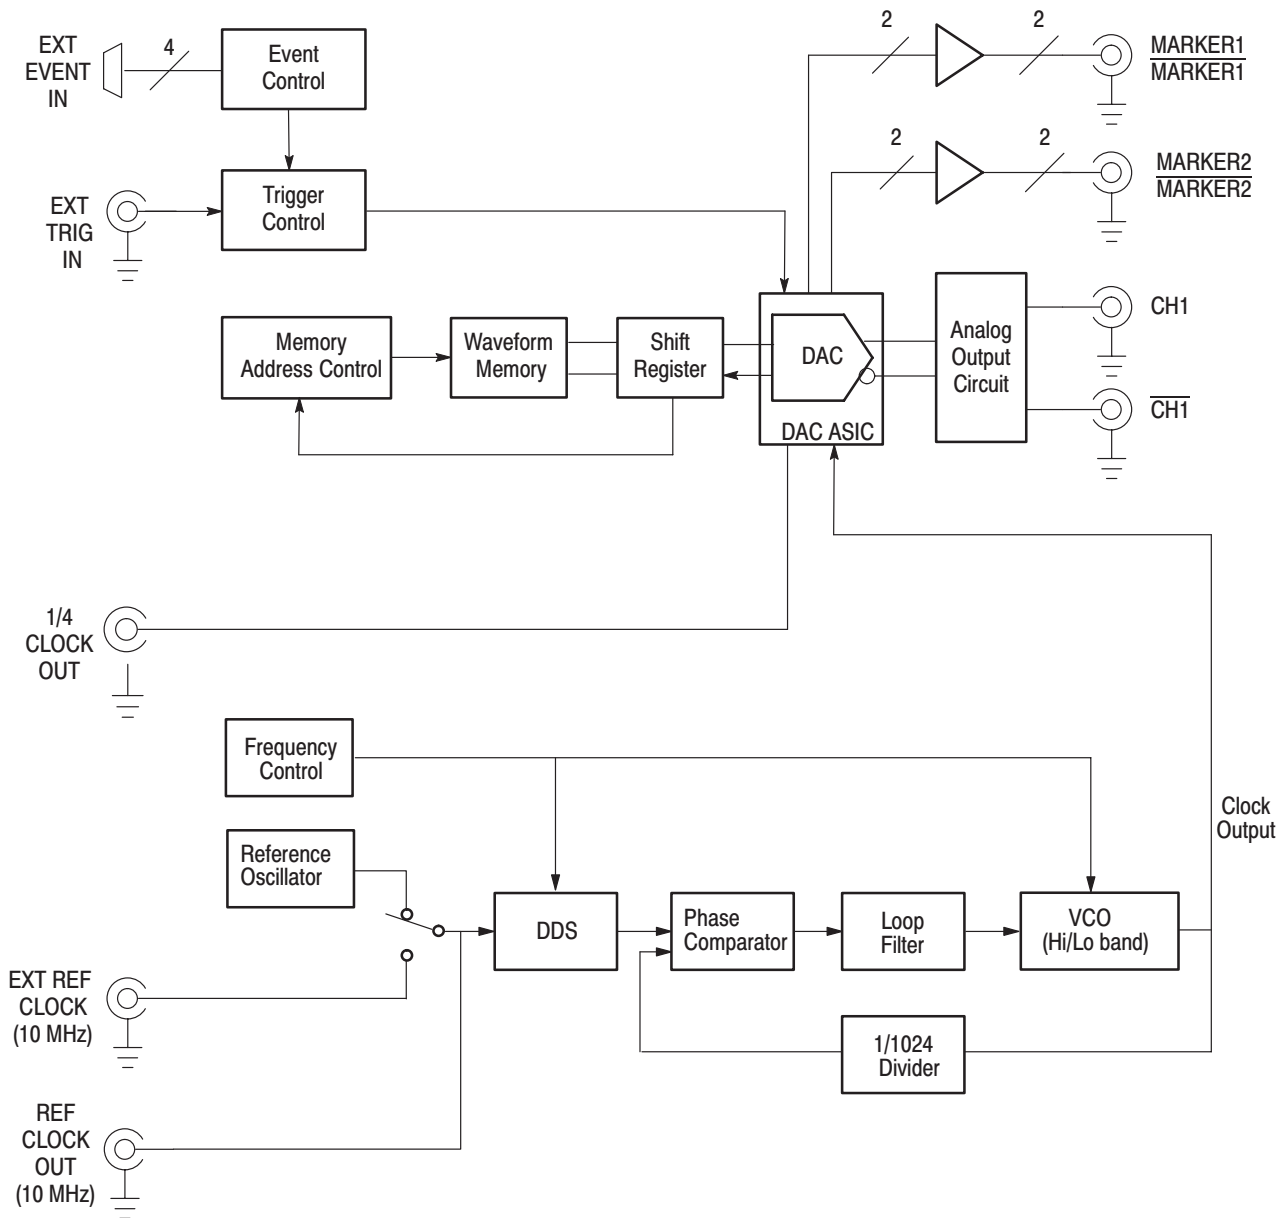 EXT
EVENT
IN
4
Event
Control
2
2
MARKER1
MARKER1
2
2
MARKER2
MARKER2
EXT
TRIG
IN
Trigger
Control
Memory
Address Control
Waveform
Memory
Shift
Register
DAC
DAC ASIC
Analog
Output
Circuit
CH1
CH1
1/4
CLOCK
OUT
Frequency
Control
Clock
Output
Reference
Oscillator
DDS
Phase
Comparator
Loop
Filter
VCO
(Hi/Lo band)
EXT REF
CLOCK
(10 MHz)
1/1024
Divider
REF
CLOCK
OUT
(10 MHz)